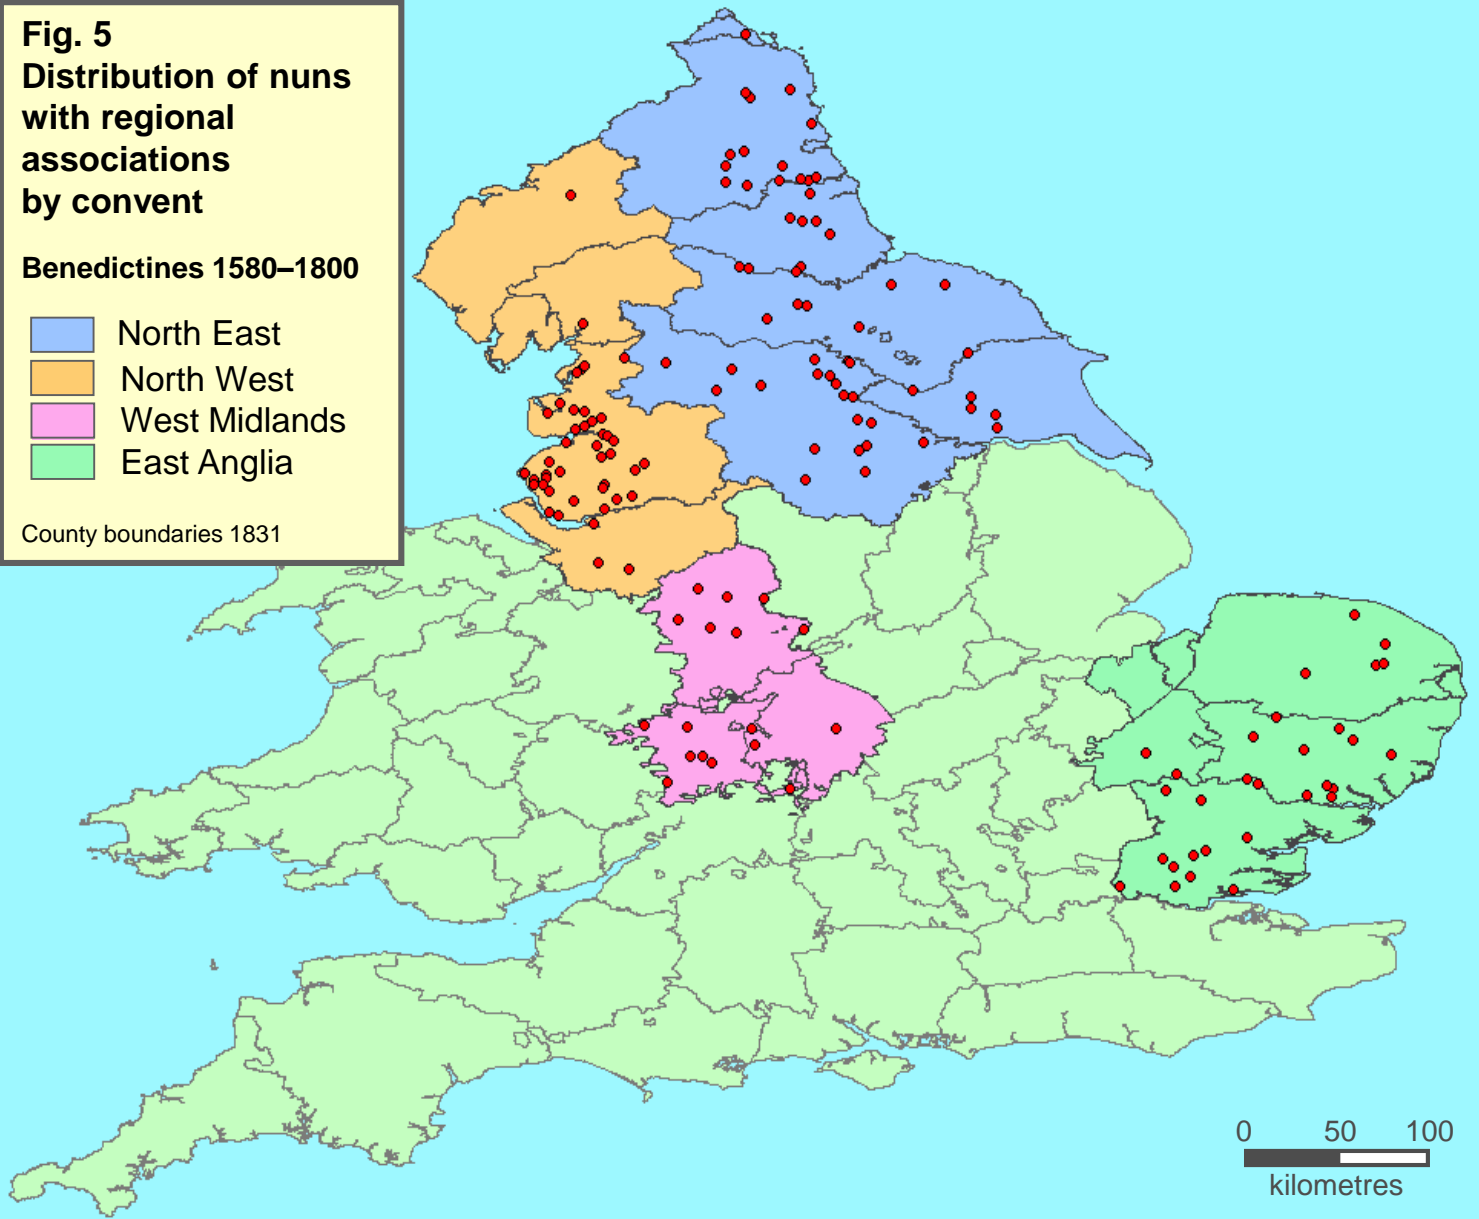 Fig. 5
Distribution of nuns
with regional
associations
by convent
Benedictines 1580–1800
North East
North West
West Midlands
East Anglia
County boundaries 1831
0 50 100
kilometres